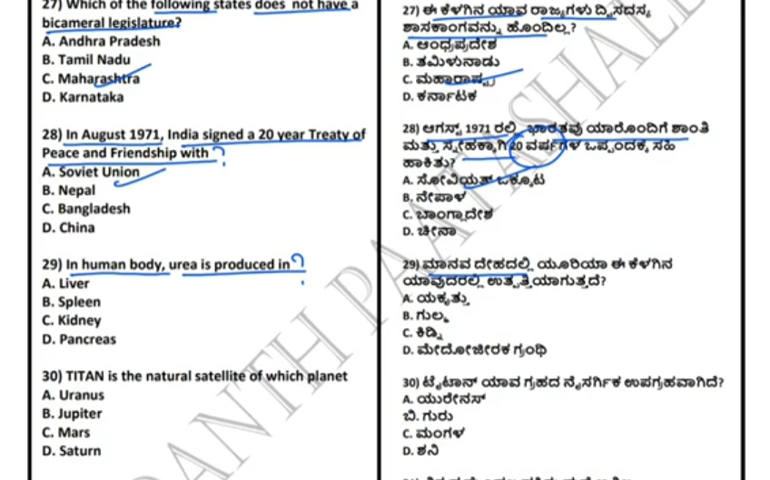 27) Which of the following states does not have a
bicameral legislature?
A. Andhra Pradesh
B. Tamil Nadu
C. Maharashtra
D. Karnataka
28) In August 1971, India signed a 20 year Treaty of
Peace and Friendship with ?
A. Soviet Union
B. Nepal
C. Bangladesh
D. China
29) In human body, urea is produced in ?
A. Liver
B. Spleen
C. Kidney
D. Pancreas
30) TITAN is the natural satellite of which planet
A. Uranus
B. Jupiter
C. Mars
D. Saturn
27) ಈ ಕೆಳಗಿನ ಯಾವ ರಾಜ್ಯಗಳು ದ್ವಿಸದಸ್ಯ
ಶಾಸಕಾಂಗವನ್ನು ಹೊಂದಿಲ್ಲ?
A. ಆಂಧ್ರಪ್ರದೇಶ
B. ತಮಿಳುನಾಡು
C. ಮಹಾರಾಷ್ಟ್ರ
D. ಕರ್ನಾಟಕ
28) ಆಗಸ್ಟ್ 1971 ರಲ್ಲಿ, ಭಾರತವು ಯಾರೊಂದಿಗೆ ಶಾಂತಿ
ಮತ್ತು ಸ್ನೇಹಕ್ಕಾಗಿ 20 ವರ್ಷಗಳ ಒಪ್ಪಂದಕ್ಕೆ ಸಹಿ
ಹಾಕಿತು?
A. ಸೋವಿಯತ್ ಒಕ್ಕೂಟ
B. ನೇಪಾಳ
C. ಬಾಂಗ್ಲಾದೇಶ
D. ಚೀನಾ
29) ಮಾನವ ದೇಹದಲ್ಲಿ ಯೂರಿಯಾ ಈ ಕೆಳಗಿನ
ಯಾವುದರಲ್ಲಿ ಉತ್ಪತ್ತಿಯಾಗುತ್ತದೆ?
A. ಯಕೃತ್ತು
B. ಗುಲ್ಮ
C. ಕಿಡ್ನಿ
D. ಮೇದೋಜೀರಕ ಗ್ರಂಥಿ
30) ಟೈಟಾನ್ ಯಾವ ಗ್ರಹದ ನೈಸರ್ಗಿಕ ಉಪಗ್ರಹವಾಗಿದೆ?
A. ಯುರೇನಸ್
ಬಿ. ಗುರು
C. ಮಂಗಳ
D. ಶನಿ
ANTH PAATASHALE